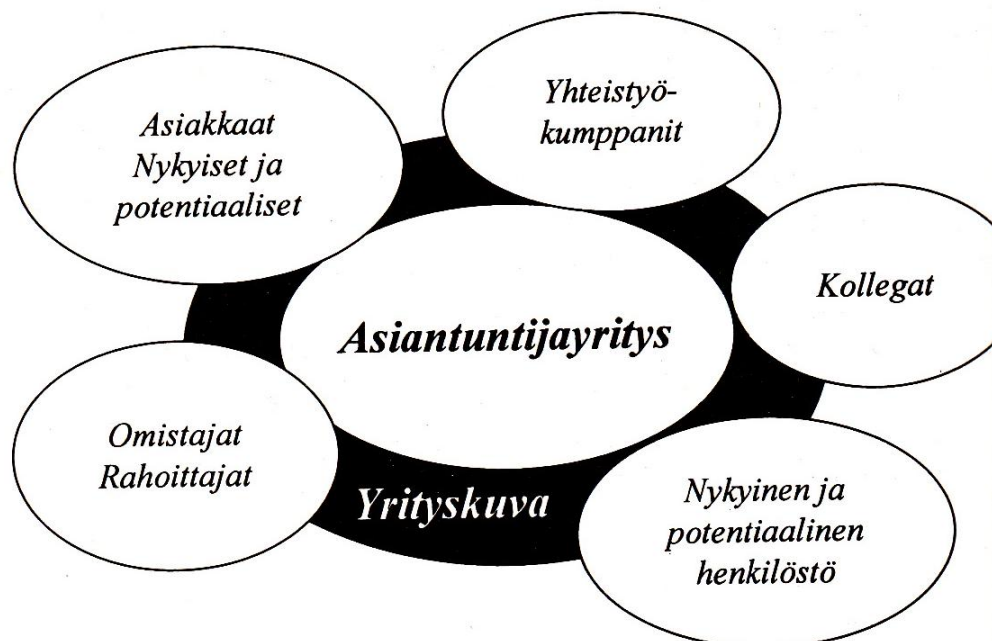 Asiakkaat
Nykyiset ja
potentiaaliset
Yhteistyö-
kumppanit
Kollegat
Asiantuntijayritys
Omistajat
Rahoittajat
Yrityskuva
Nykyinen ja
potentiaalinen
henkilöstö